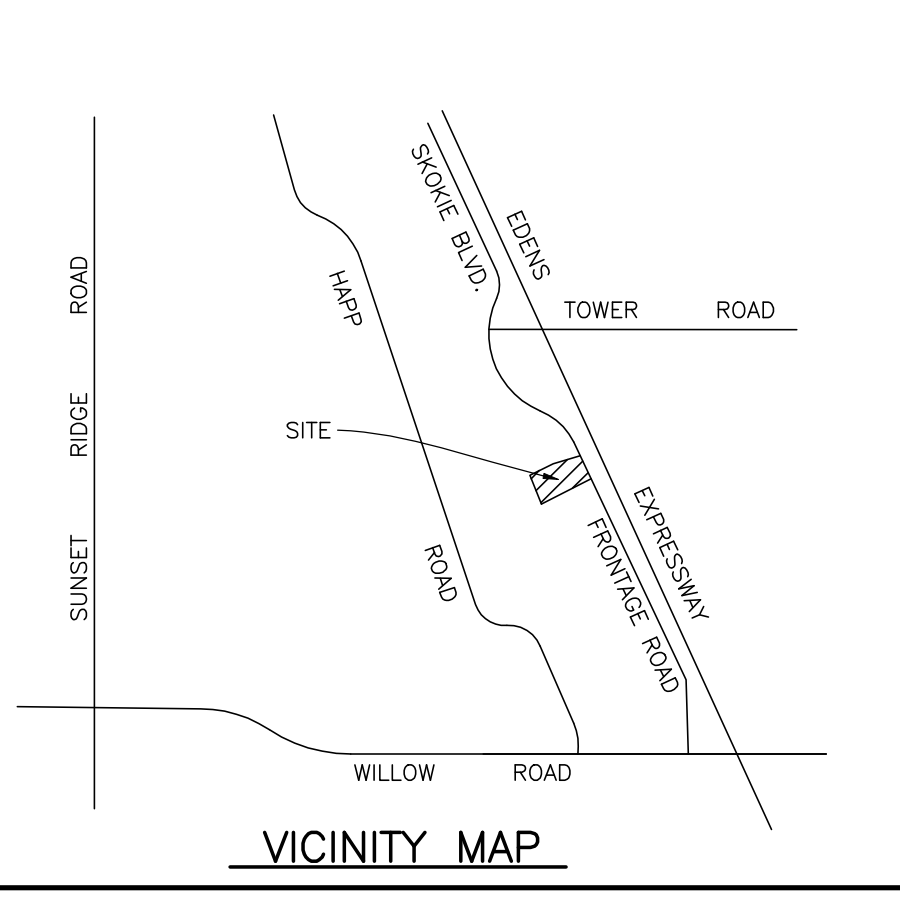 SKOKIE BLVD.
EDENS
EXPRESSWAY
HAPP ROAD
TOWER ROAD
SITE
FRONTAGE ROAD
SUNSET RIDGE ROAD
WILLOW ROAD
VICINITY MAP